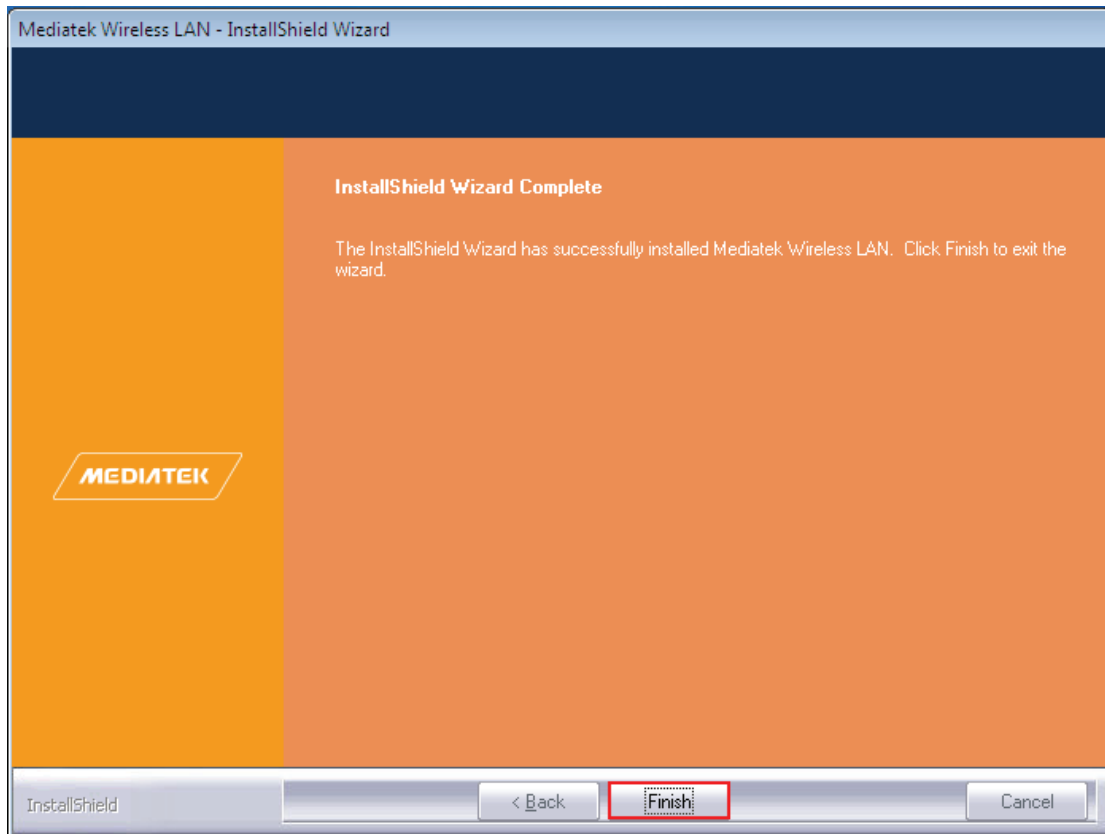 Mediatek Wireless LAN - InstallShield Wizard
InstallShield Wizard Complete
The InstallShield Wizard has successfully installed Mediatek Wireless LAN.  Click Finish to exit the
wizard.
MEDIATEK
InstallShield
< Back
Finish
Cancel